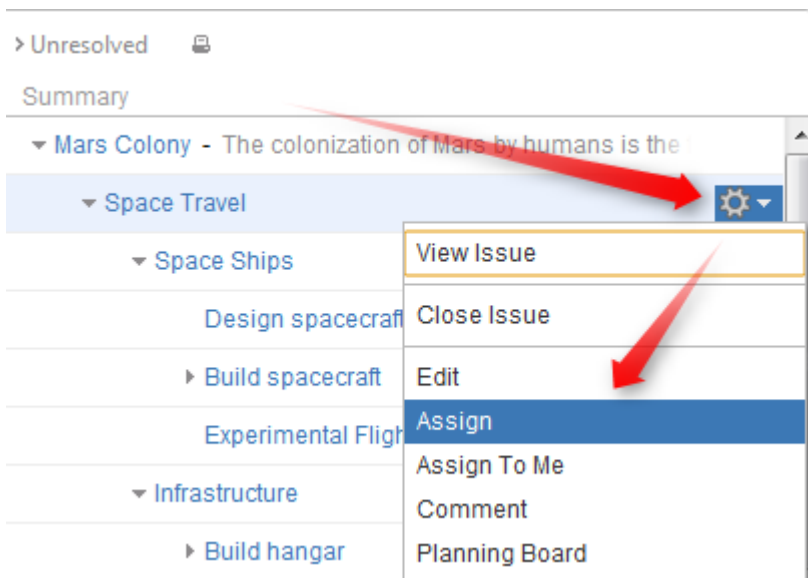 Unresolved
Summary
Mars Colony - The colonization of Mars by humans is the
Space Travel
Space Ships
View Issue
Design spacecraft
Close Issue
Build spacecraft
Edit
Assign
Experimental Fligh
Assign To Me
Infrastructure
Comment
Build hangar
Planning Board